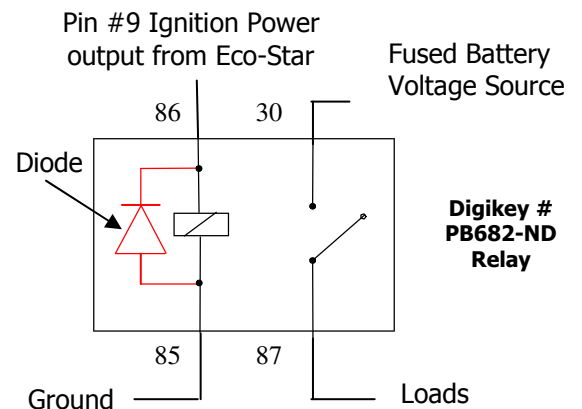 Pin #9 Ignition Power
output from Eco-Star
Fused Battery
Voltage Source
86
30
Diode
Digikey #
PB682-ND
Relay
85
87
Ground
Loads